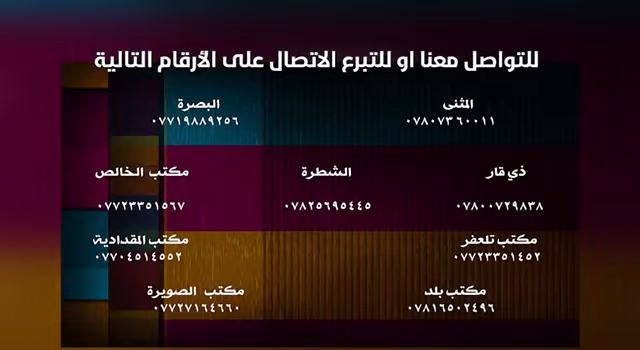 للتواصل معنا او للتبرع الاتصال على الأرقام التالية
المثنى
٠٧٨٠٧٣٦٠٠١١
البصرة
٠٧٧١٩٨٨٩٢٥٦
ذي قار
٠٧٨٠٠٧٢٩٨٣٨
الشطرة
٠٧٨٢٥٦٩٥٤٤٥
مكتب الخالص
٠٧٧٢٣٣٥١٥٦٧
مكتب تلعفر
٠٧٧٢٣٣٥١٤٥٢
مكتب المقدادية
٠٧٧٠٤٥١٤٥٥٢
مكتب بلد
٠٧٨١٦٥٠٢٤٩٦
مكتب الصويرة
٠٧٧٢٧١٦٤٦٦٠